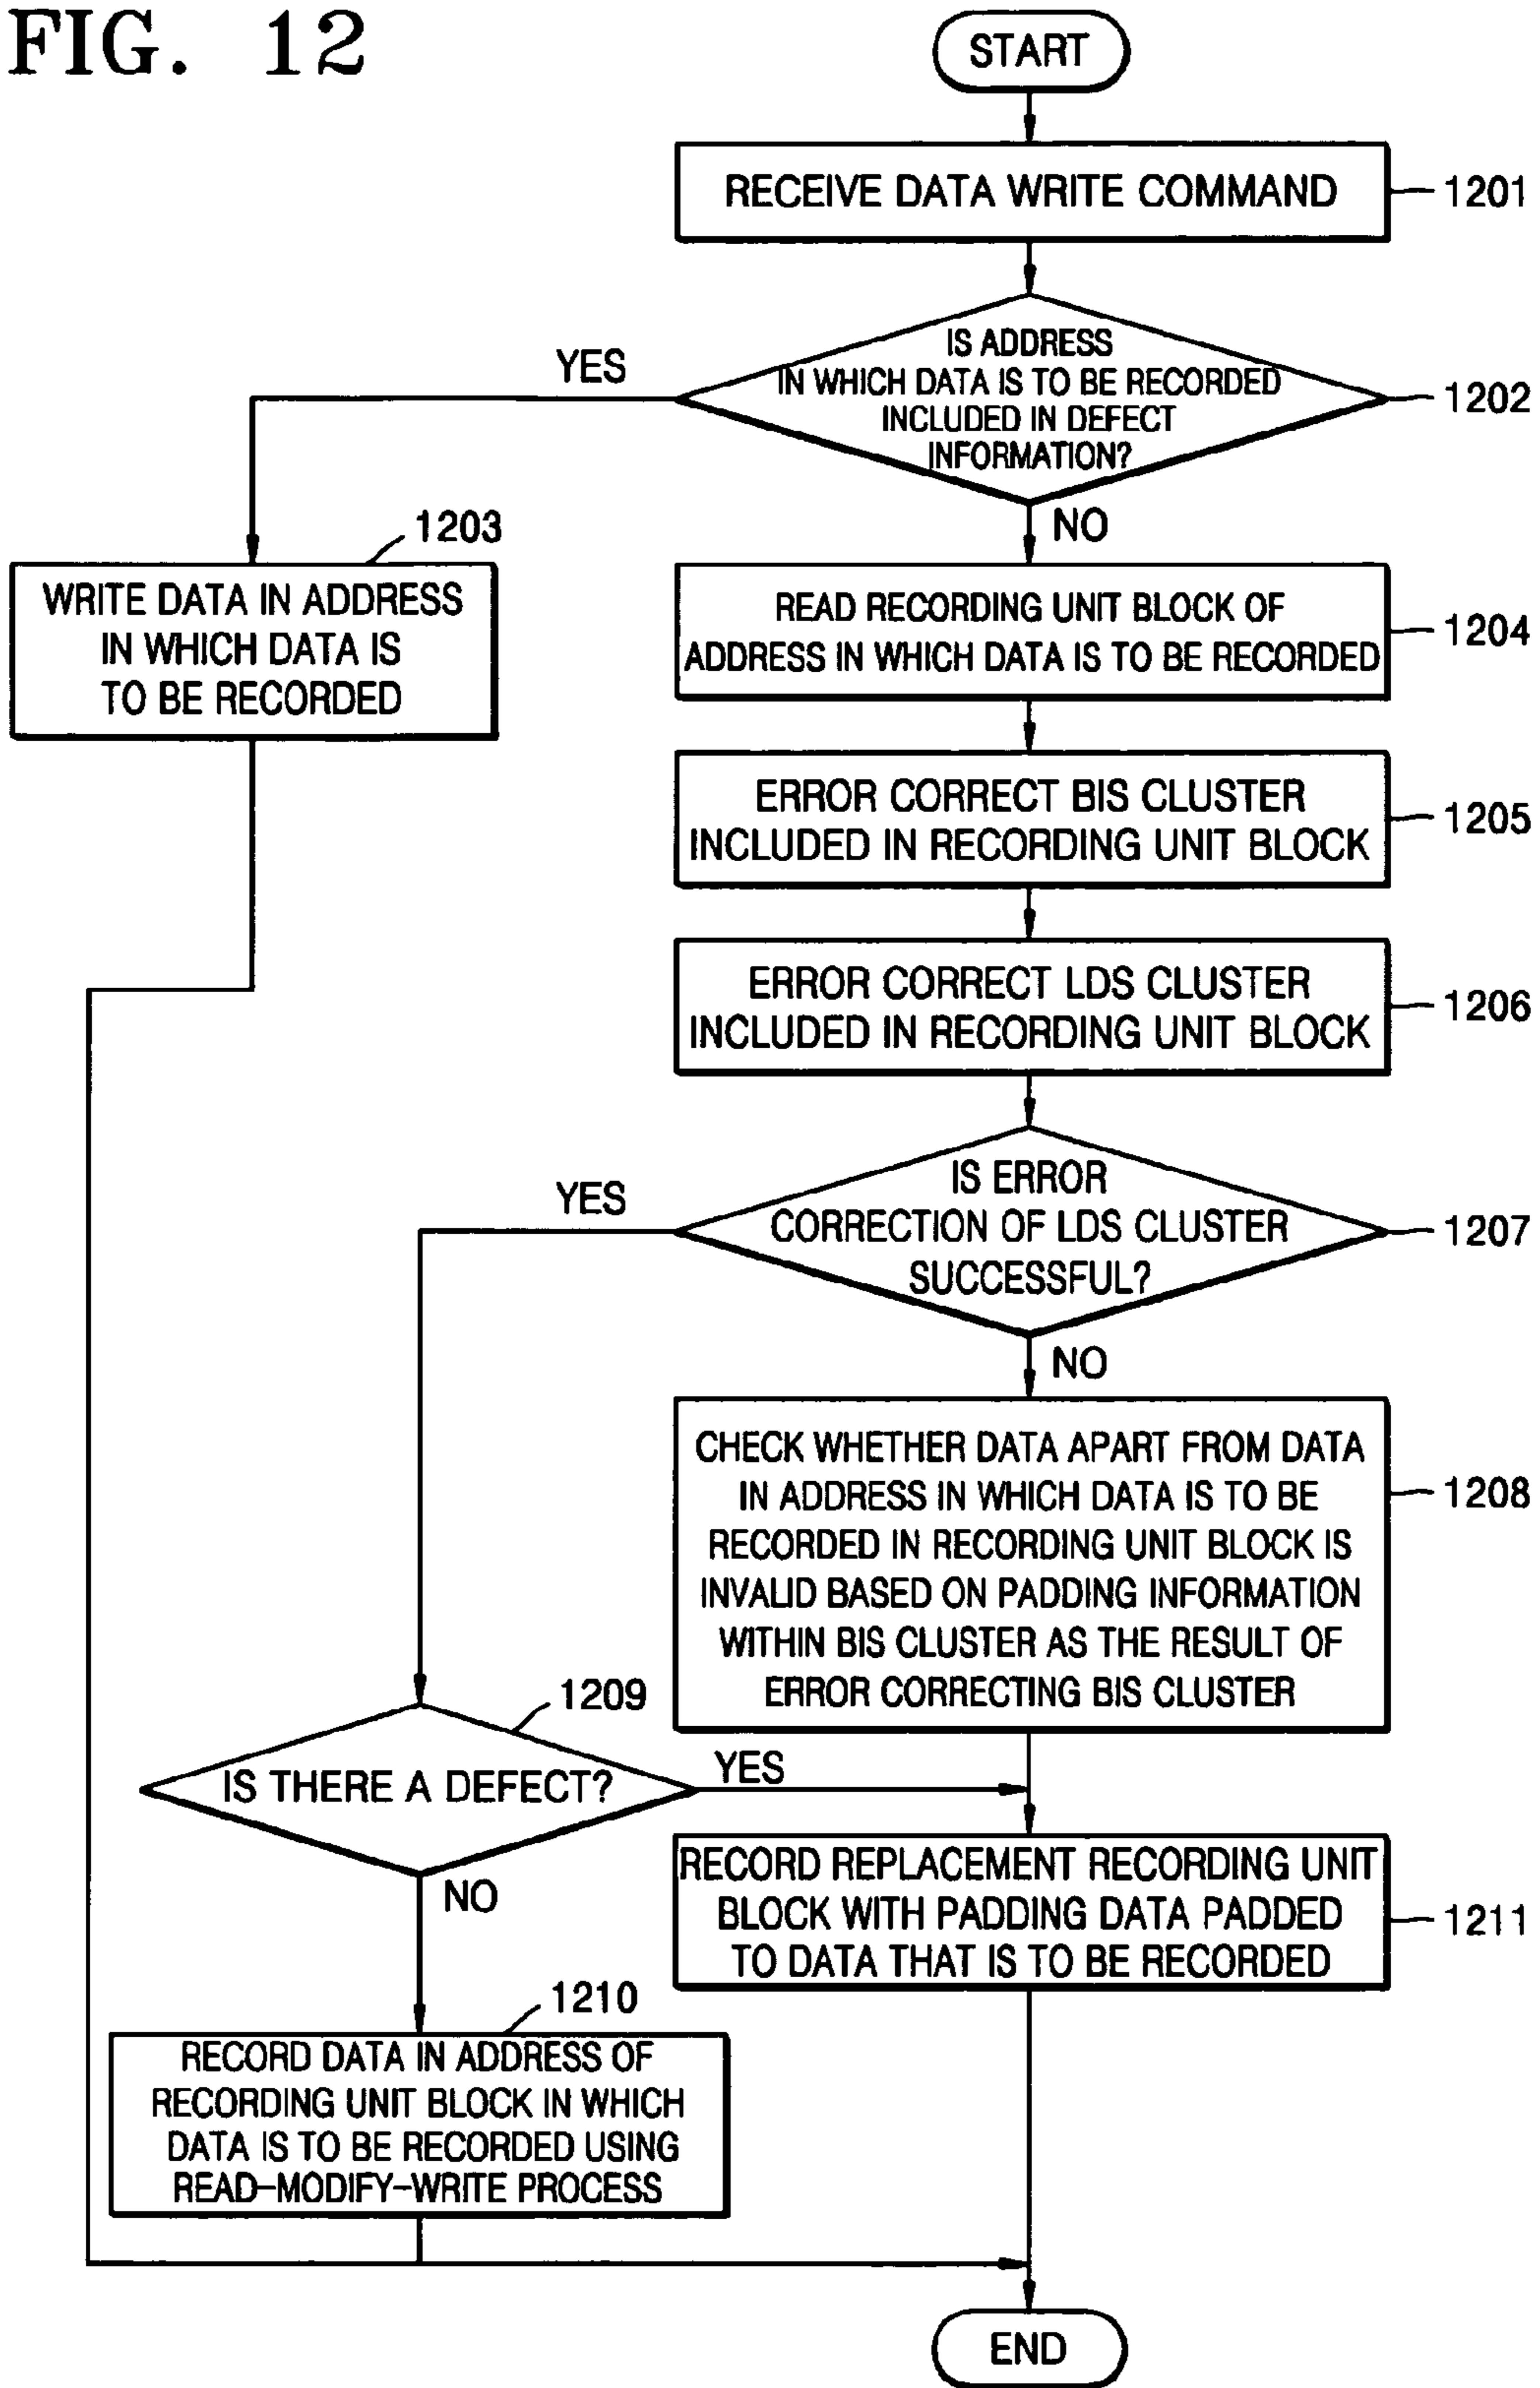 FIG. 12
START
RECEIVE DATA WRITE COMMAND
1201
IS ADDRESS
IN WHICH DATA IS TO BE RECORDED
INCLUDED IN DEFECT
INFORMATION?
1202
YES
NO
1203
WRITE DATA IN ADDRESS
IN WHICH DATA IS
TO BE RECORDED
READ RECORDING UNIT BLOCK OF
ADDRESS IN WHICH DATA IS TO BE RECORDED
1204
ERROR CORRECT BIS CLUSTER
INCLUDED IN RECORDING UNIT BLOCK
1205
ERROR CORRECT LDS CLUSTER
INCLUDED IN RECORDING UNIT BLOCK
1206
IS ERROR
CORRECTION OF LDS CLUSTER
SUCCESSFUL?
1207
YES
NO
CHECK WHETHER DATA APART FROM DATA
IN ADDRESS IN WHICH DATA IS TO BE
RECORDED IN RECORDING UNIT BLOCK IS
INVALID BASED ON PADDING INFORMATION
WITHIN BIS CLUSTER AS THE RESULT OF
ERROR CORRECTING BIS CLUSTER
1208
1209
IS THERE A DEFECT?
YES
NO
RECORD REPLACEMENT RECORDING UNIT
BLOCK WITH PADDING DATA PADDED
TO DATA THAT IS TO BE RECORDED
1211
1210
RECORD DATA IN ADDRESS OF
RECORDING UNIT BLOCK IN WHICH
DATA IS TO BE RECORDED USING
READ-MODIFY-WRITE PROCESS
END